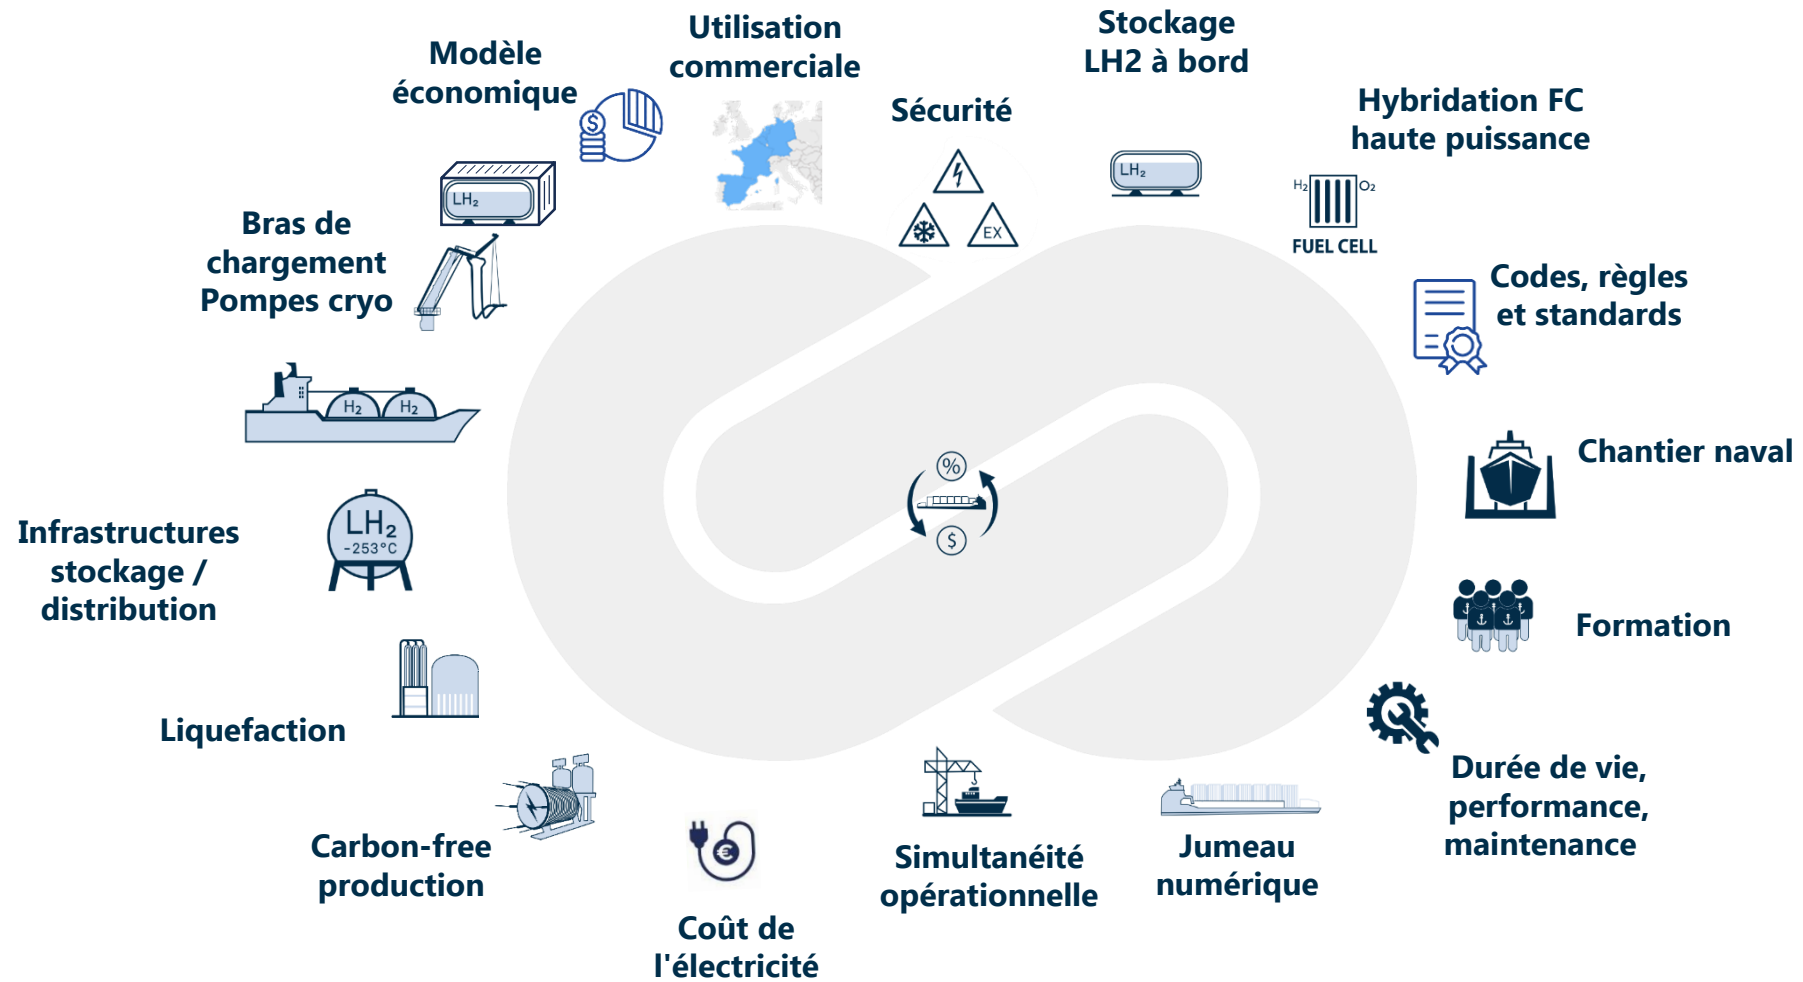 Utilisation
commerciale
Stockage
LH2 à bord
Modèle
économique
$
Sécurité
EX
LH₂
Hybridation FC
haute puissance
H₂
O₂
FUEL CELL
LH₂
Bras de
chargement
Pompes cryo
Codes, règles
et standards
H₂
H₂
Chantier naval
%
$
Infrastructures
stockage /
distribution
LH₂
-253°C
Formation
Liquefaction
Durée de vie,
performance,
maintenance
Carbon-free
production
€
Coût de
l'électricité
Simultanéité
opérationnelle
Jumeau
numérique